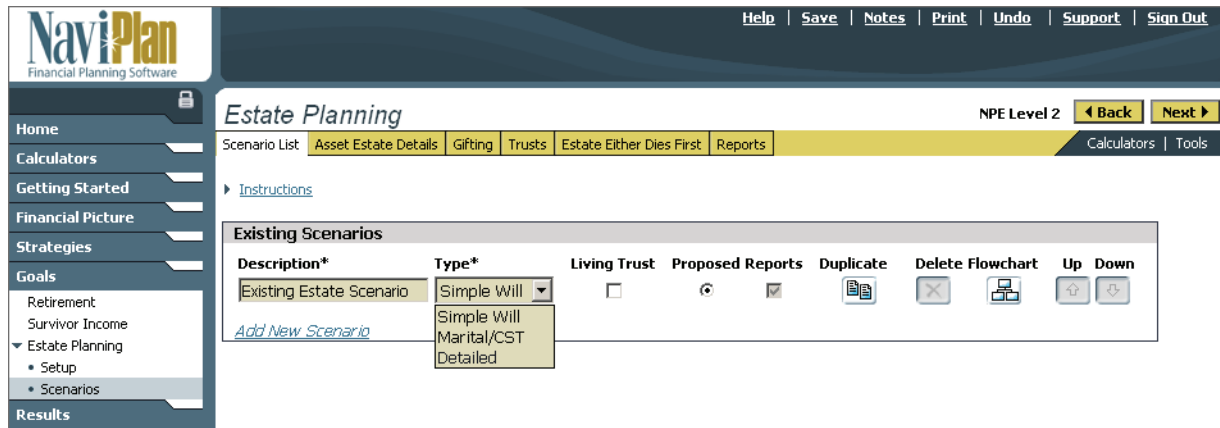 NaviPlan
Financial Planning Software
Help | Save | Notes | Print | Undo | Support | Sign Out
Home
Calculators
Getting Started
Financial Picture
Strategies
Goals
Retirement
Survivor Income
Estate Planning
• Setup
• Scenarios
Results
Estate Planning
NPE Level 2 Back Next
Scenario List Asset Estate Details Gifting Trusts Estate Either Dies First Reports
Calculators | Tools
Instructions
Existing Scenarios
Description* Type* Living Trust Proposed Reports Duplicate Delete Flowchart Up Down
Existing Estate Scenario Simple Will
Simple Will
Marital/CST
Detailed
Add New Scenario